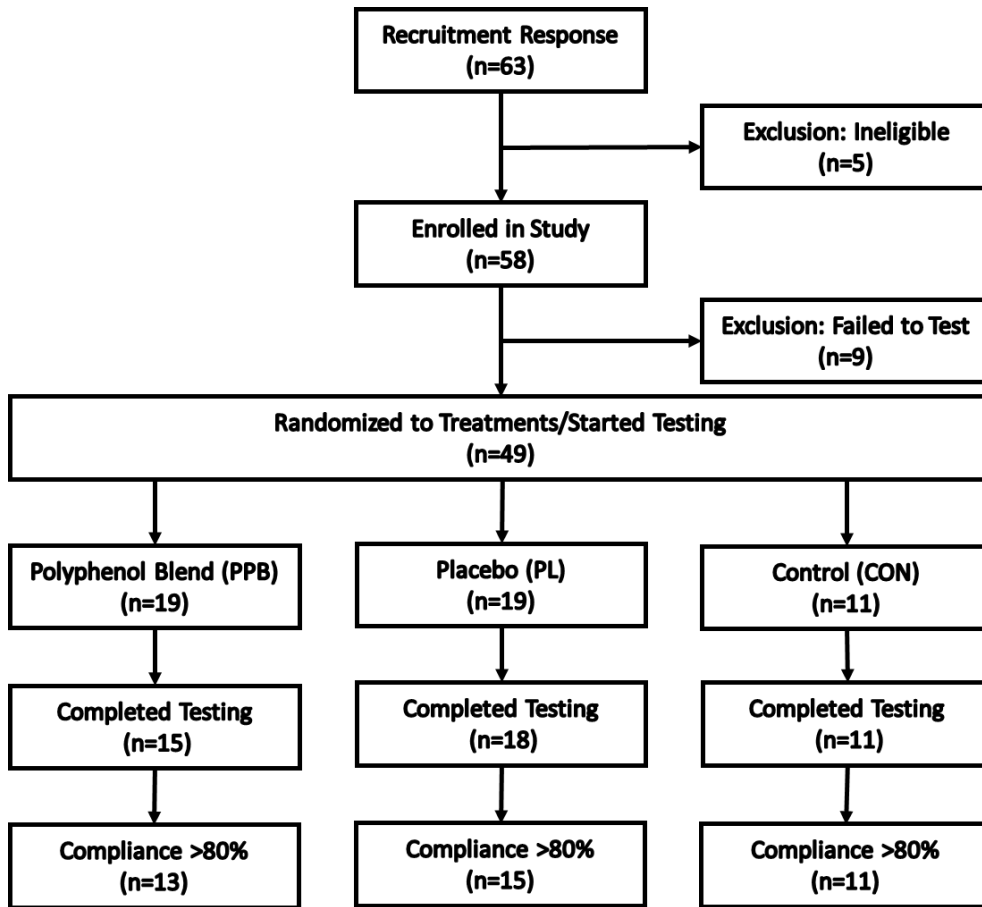 Recruitment Response
(n=63)
Exclusion: Ineligible
(n=5)
Enrolled in Study
(n=58)
Exclusion: Failed to Test
(n=9)
Randomized to Treatments/Started Testing
(n=49)
Polyphenol Blend (PPB)
(n=19)
Placebo (PL)
(n=19)
Control (CON)
(n=11)
Completed Testing
(n=15)
Completed Testing
(n=18)
Completed Testing
(n=11)
Compliance >80%
(n=13)
Compliance >80%
(n=15)
Compliance >80%
(n=11)